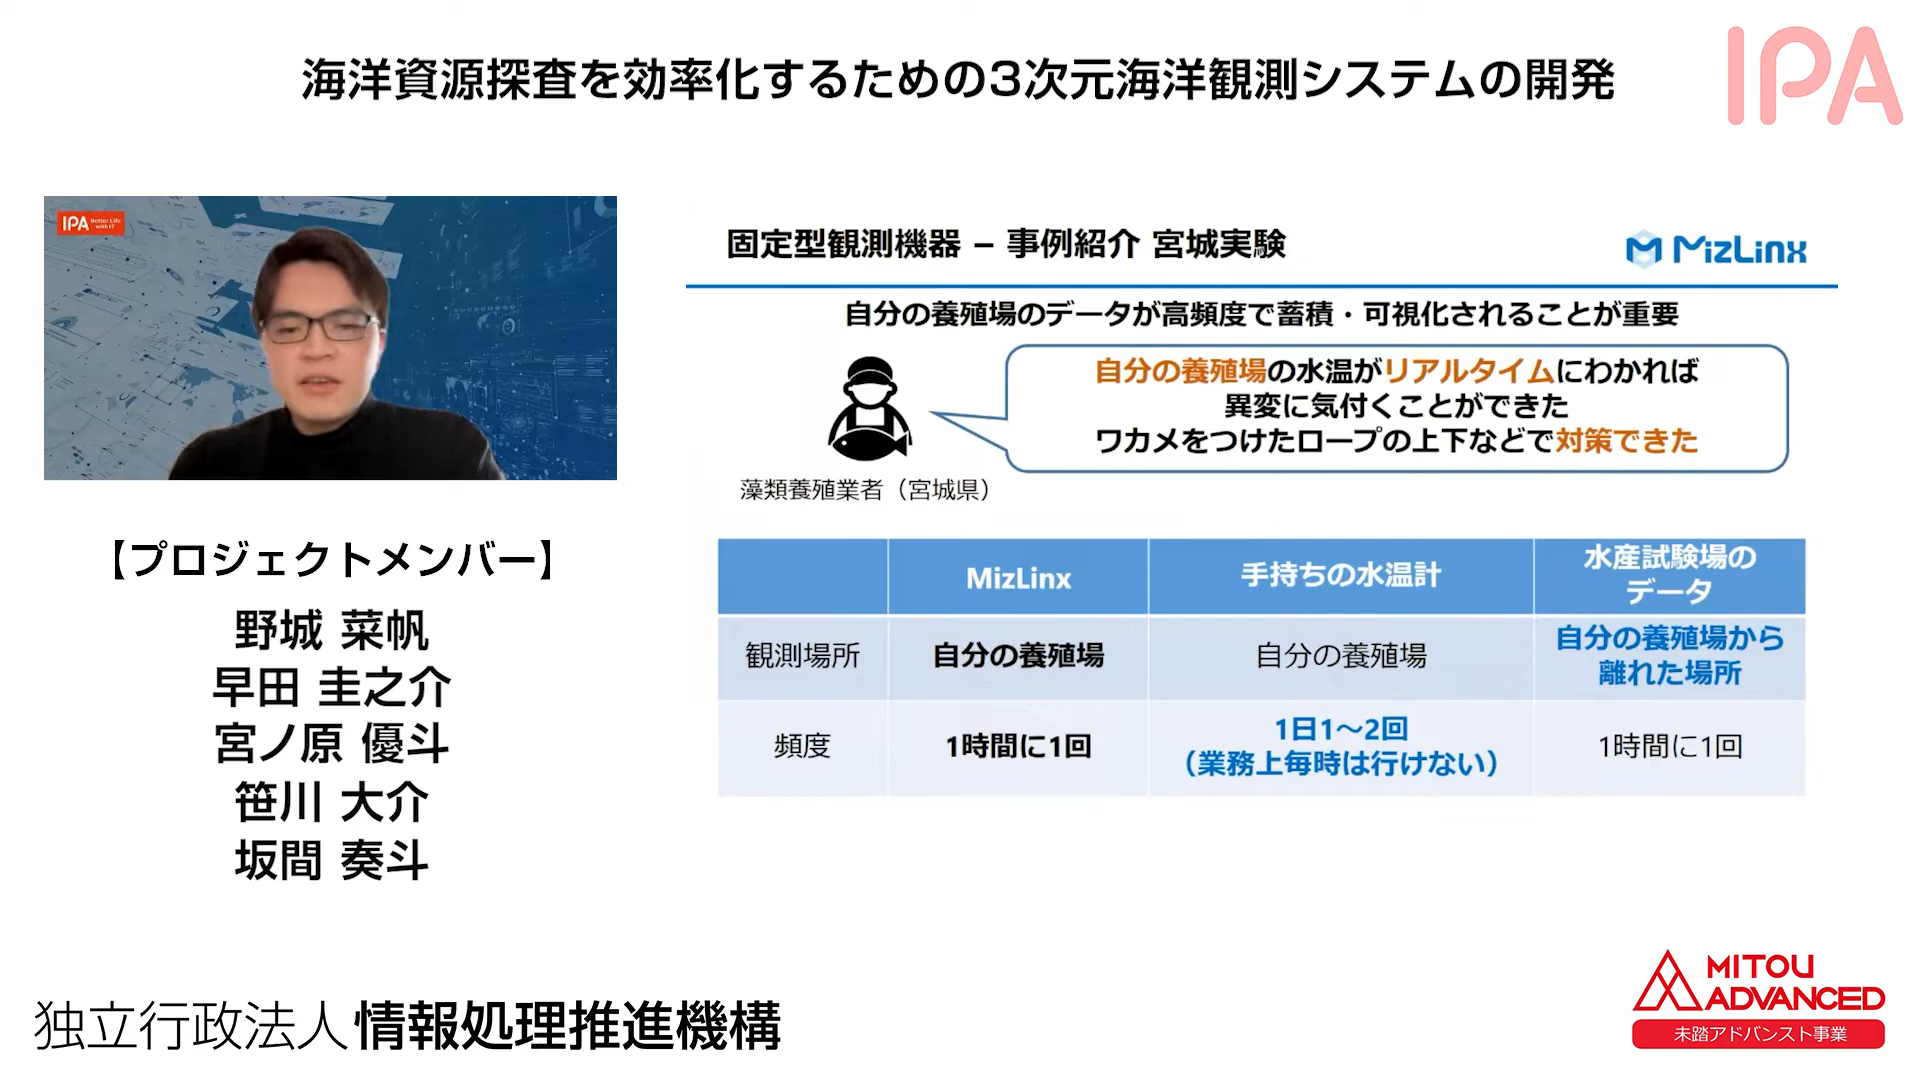 海洋資源探査を効率化するための3次元海洋観測システムの開発
IPA
IPA Better Life
with IT
【プロジェクトメンバー】
野城 菜帆
早田 圭之介
宮ノ原 優斗
笹川 大介
坂間 奏斗
固定型観測機器 – 事例紹介 宮城実験
MizLinx
自分の養殖場のデータが高頻度で蓄積・可視化されることが重要
自分の養殖場の水温がリアルタイムにわかれば
異変に気付くことができた
ワカメをつけたロープの上下などで対策できた
藻類養殖業者（宮城県）
MizLinx
手持ちの水温計
水産試験場の
データ
観測場所
自分の養殖場
自分の養殖場
自分の養殖場から
離れた場所
頻度
1時間に1回
1日1～2回
（業務上毎時は行けない）
1時間に1回
独立行政法人情報処理推進機構
MITOU
ADVANCED
未踏アドバンスト事業